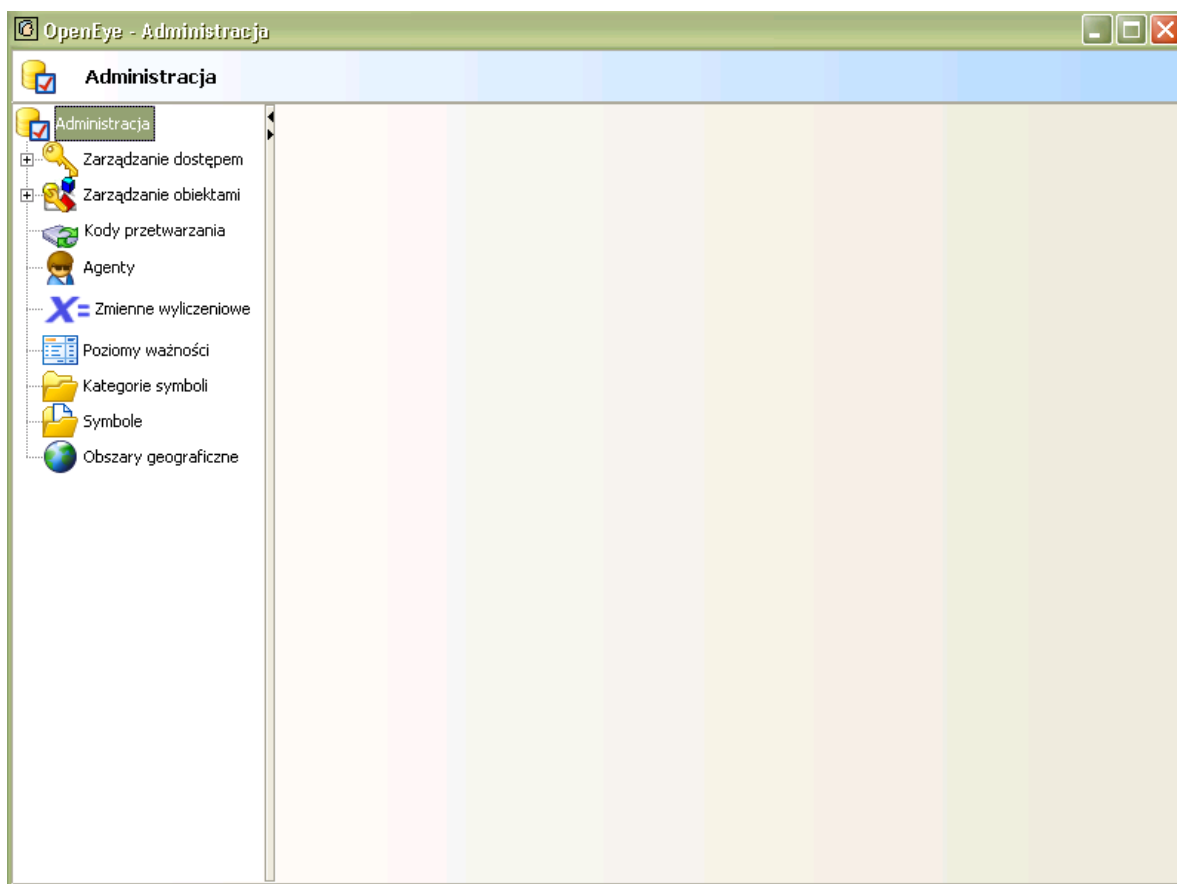 OpenEye - Administracja
Administracja
Administracja
Zarządzanie dostępem
Zarządzanie obiektami
Kody przetwarzania
Agenty
X= Zmienne wyliczeniowe
Poziomy ważności
Kategorie symboli
Symbole
Obszary geograficzne